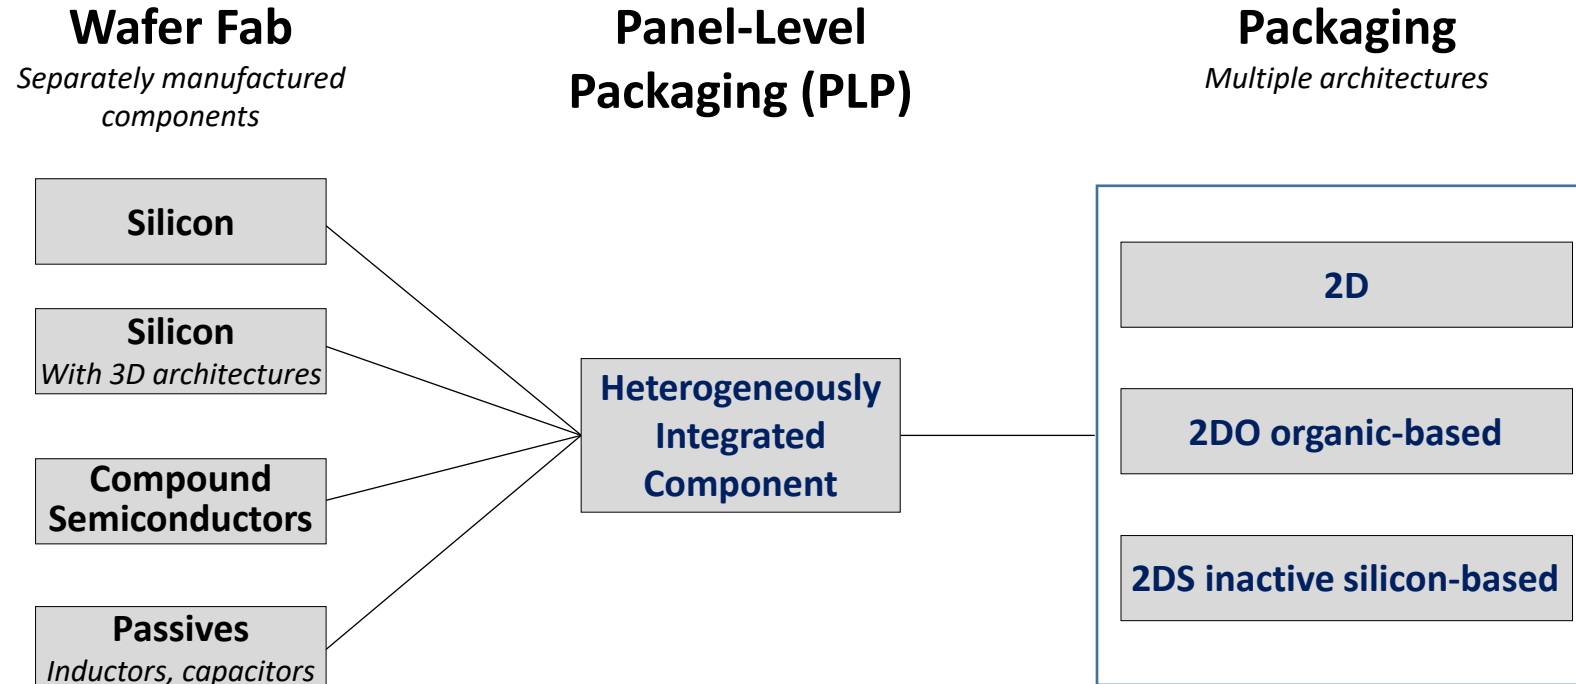 Wafer Fab
Separately manufactured
components
Panel-Level
Packaging (PLP)
Packaging
Multiple architectures
Silicon
Silicon
With 3D architectures
Compound
Semiconductors
Passives
Inductors, capacitors
Heterogeneously
Integrated
Component
2D
2DO organic-based
2DS inactive silicon-based